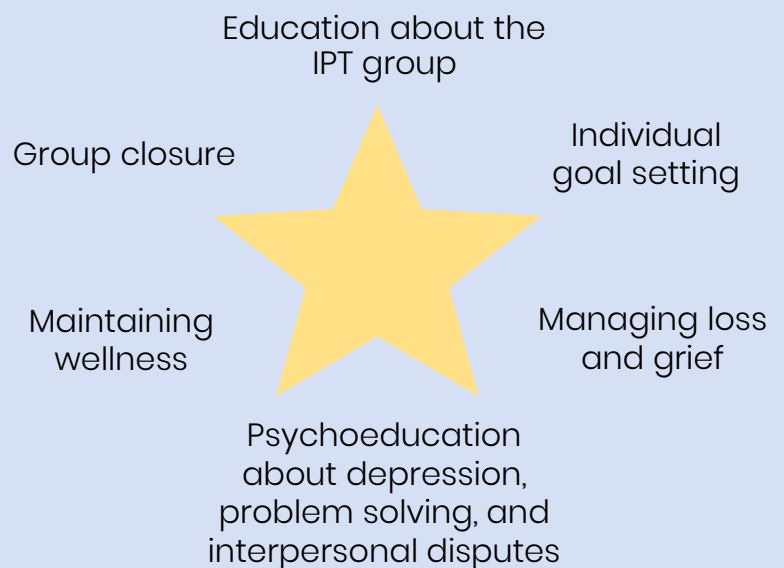 Education about the
IPT group
Individual
goal setting
Managing loss
and grief
Psychoeducation
about depression,
problem solving, and
interpersonal disputes
Maintaining
wellness
Group closure